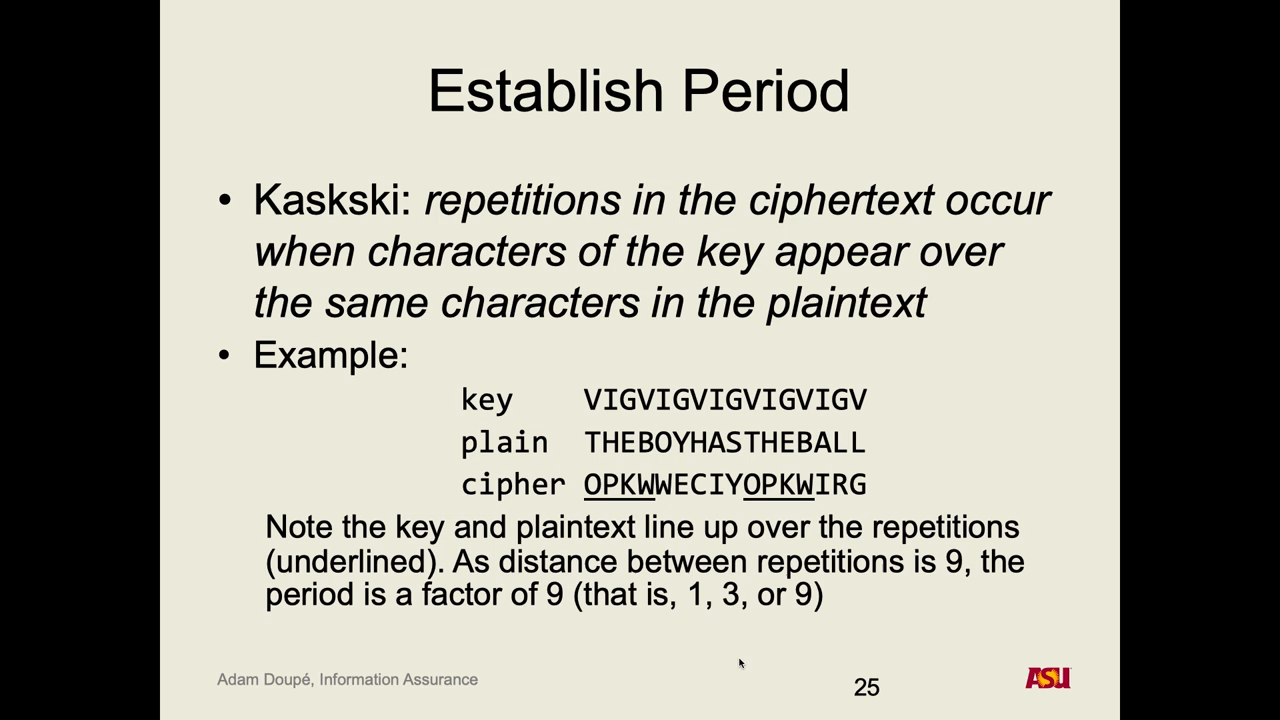 Establish Period
• Kaskski: repetitions in the ciphertext occur
when characters of the key appear over
the same characters in the plaintext
• Example:
key VIGVIGVIGVIGVIGV
plain THEBOYHASTHEBALL
cipher OPKWWECIYOPKWIRG
Note the key and plaintext line up over the repetitions
(underlined). As distance between repetitions is 9, the
period is a factor of 9 (that is, 1, 3, or 9)
Adam Doupé, Information Assurance
25
ASU